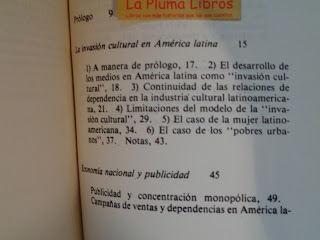 La Pluma Libros
Prólogo 9
La invasión cultural en América latina 15
1) A manera de prólogo, 17. 2) El desarrollo de
los medios en América latina como "invasión cul-
tural", 18. 3) Continuidad de las relaciones de
dependencia en la industria cultural latinoamerica-
na, 21. 4) Limitaciones del modelo de la "inva-
sión cultural", 29. 5) El caso de la mujer latino-
americana, 34. 6) El caso de los "pobres urba-
nos", 37. Notas, 43.
Economía nacional y publicidad 45
Publicidad y concentración monopólica, 49.
Campañas de ventas y dependencias en América la-